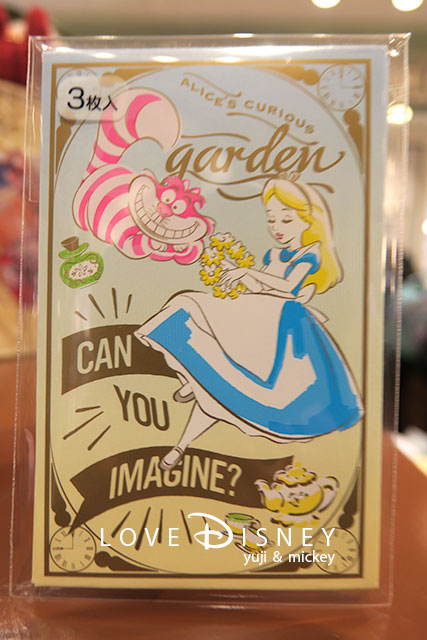 3枚入
ALICE'S CURIOUS
garden
CAN
YOU
IMAGINE?
LOVE DISNEY
yuji & mickey